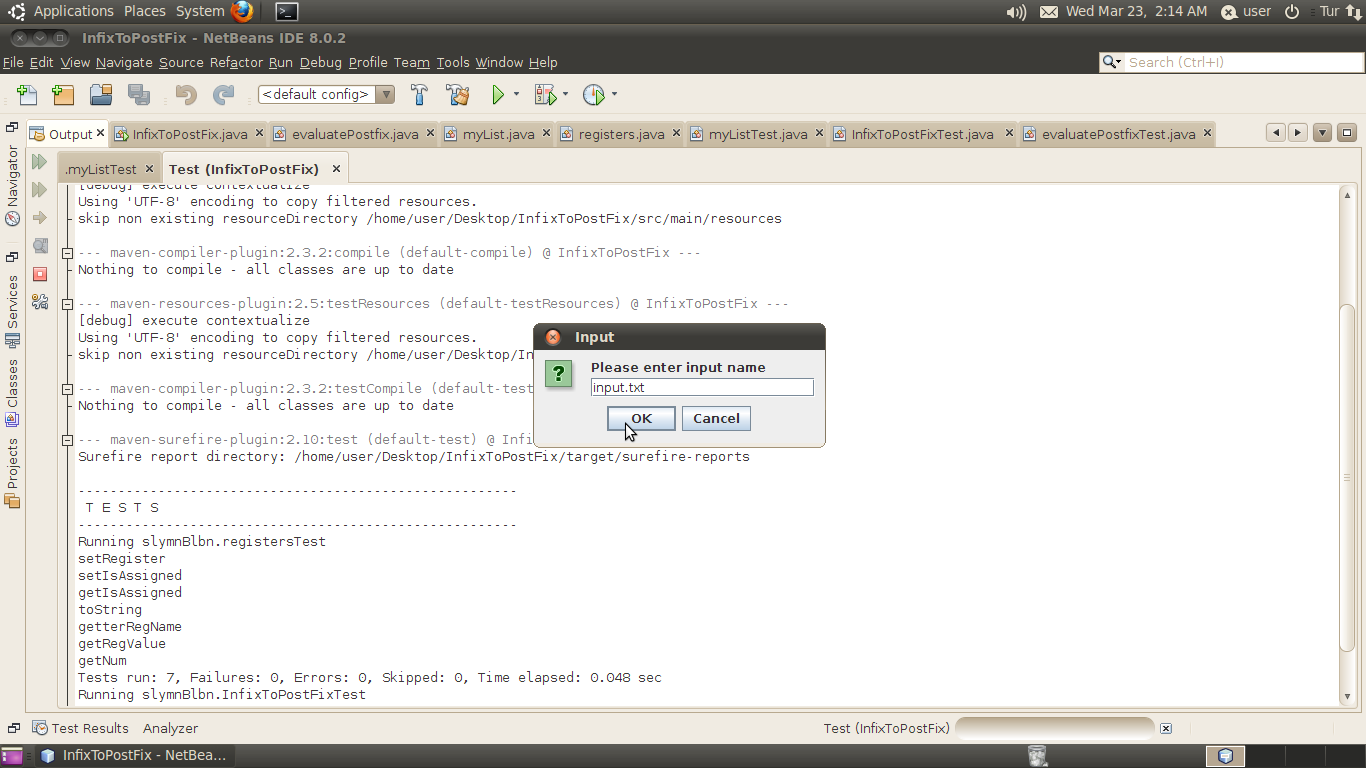 Applications Places System
Wed Mar 23, 2:14 AM user Tur
InfixToPostFix - NetBeans IDE 8.0.2
File Edit View Navigate Source Refactor Run Debug Profile Team Tools Window Help
Search (Ctrl+I)
<default config>
Output InfixToPostFix.java evaluatePostfix.java myList.java registers.java myListTest.java InfixToPostFixTest.java evaluatePostfixTest.java
.myListTest Test (InfixToPostFix)
Navigator
Services
Classes
Projects
[debug] execute contextualize
Using 'UTF-8' encoding to copy filtered resources.
skip non existing resourceDirectory /home/user/Desktop/InfixToPostFix/src/main/resources
--- maven-compiler-plugin:2.3.2:compile (default-compile) @ InfixToPostFix ---
Nothing to compile - all classes are up to date
--- maven-resources-plugin:2.5:testResources (default-testResources) @ InfixToPostFix ---
[debug] execute contextualize
Using 'UTF-8' encoding to copy filtered resources.
skip non existing resourceDirectory /home/user/Desktop/In
--- maven-compiler-plugin:2.3.2:testCompile (default-test
Nothing to compile - all classes are up to date
--- maven-surefire-plugin:2.10:test (default-test) @ Infi
Surefire report directory: /home/user/Desktop/InfixToPostFix/target/surefire-reports
-------------------------------------------------------
T E S T S
-------------------------------------------------------
Running slymnBlbn.registersTest
setRegister
setIsAssigned
getIsAssigned
toString
getterRegName
getRegValue
getNum
Tests run: 7, Failures: 0, Errors: 0, Skipped: 0, Time elapsed: 0.048 sec
Running slymnBlbn.InfixToPostFixTest
Input
Please enter input name
input.txt
OK Cancel
Test Results Analyzer
Test (InfixToPostFix)
InfixToPostFix - NetBea...